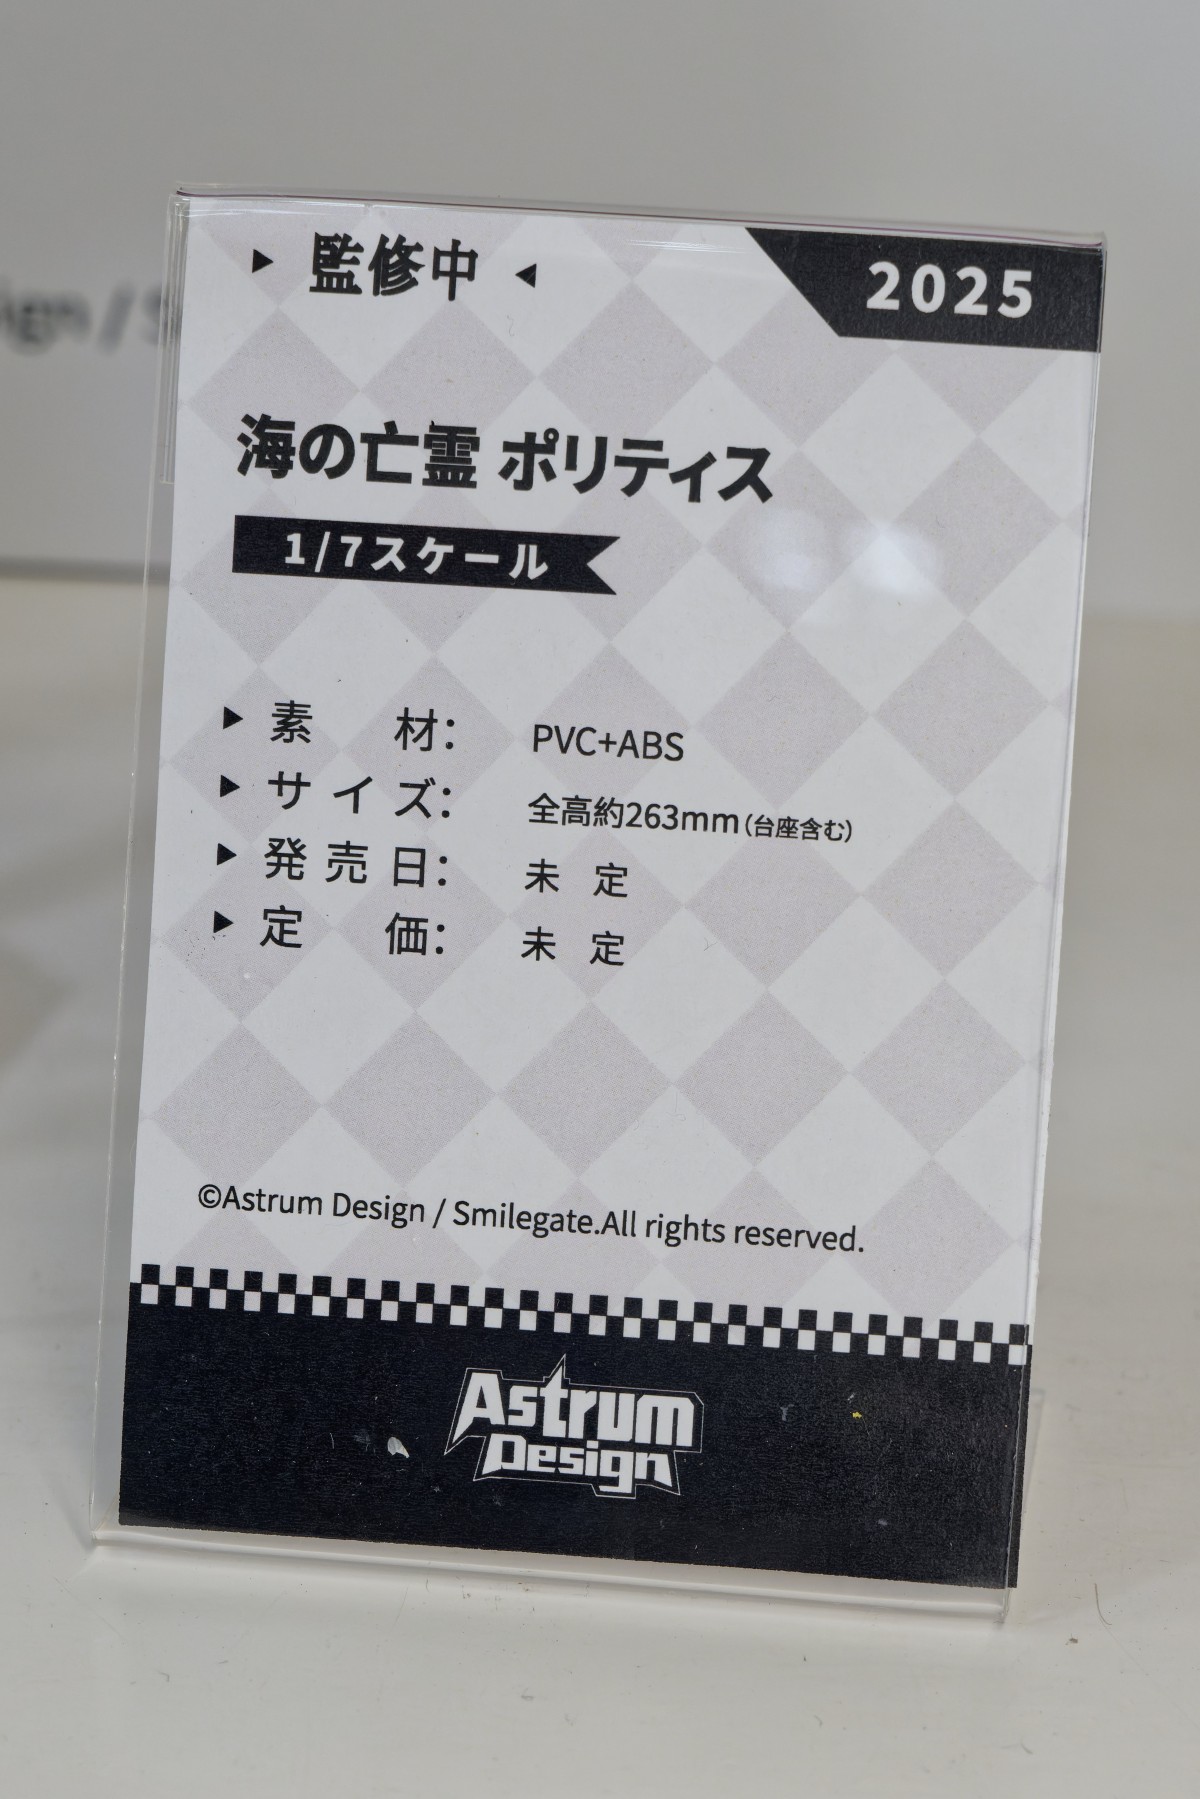 ▶ 監修中 ◀
2025
海の亡霊 ポリティス
1/7スケール
▶ 素材: PVC+ABS
▶ サイズ: 全高約263mm(台座含む)
▶ 発売日: 未定
▶ 定価: 未定
©Astrum Design / Smilegate.All rights reserved.
Astrum
Design